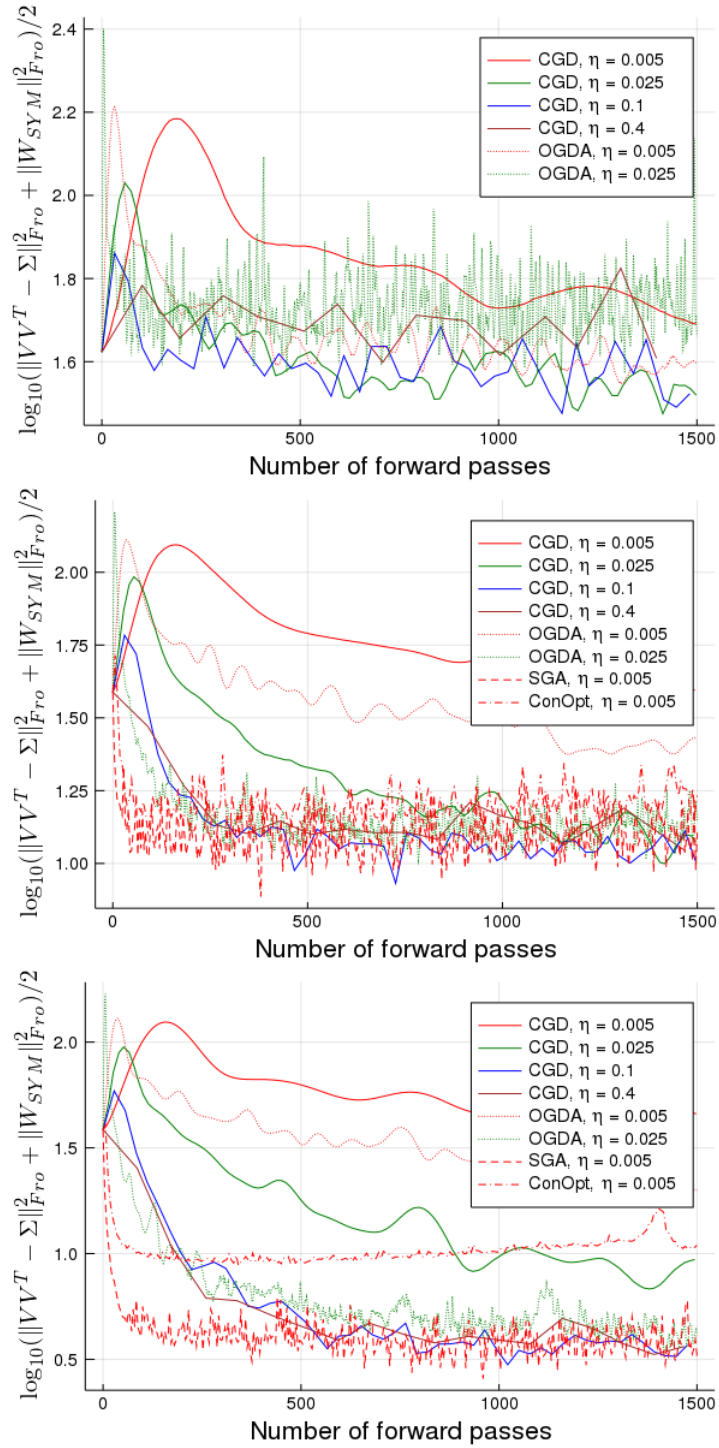 log₁₀(||VVᵀ − Σ||²_Fro + ||W_SYM||²_Fro)/2
2.4
2.2
2.0
1.8
1.6
CGD, η = 0.005
CGD, η = 0.025
CGD, η = 0.1
CGD, η = 0.4
OGDA, η = 0.005
OGDA, η = 0.025
0
500
1000
1500
Number of forward passes
log₁₀(||VVᵀ − Σ||²_Fro + ||W_SYM||²_Fro)/2
2.00
1.75
1.50
1.25
1.00
CGD, η = 0.005
CGD, η = 0.025
CGD, η = 0.1
CGD, η = 0.4
OGDA, η = 0.005
OGDA, η = 0.025
SGA, η = 0.005
ConOpt, η = 0.005
0
500
1000
1500
Number of forward passes
log₁₀(||VVᵀ − Σ||²_Fro + ||W_SYM||²_Fro)/2
2.0
1.5
1.0
0.5
CGD, η = 0.005
CGD, η = 0.025
CGD, η = 0.1
CGD, η = 0.4
OGDA, η = 0.005
OGDA, η = 0.025
SGA, η = 0.005
ConOpt, η = 0.005
0
500
1000
1500
Number of forward passes